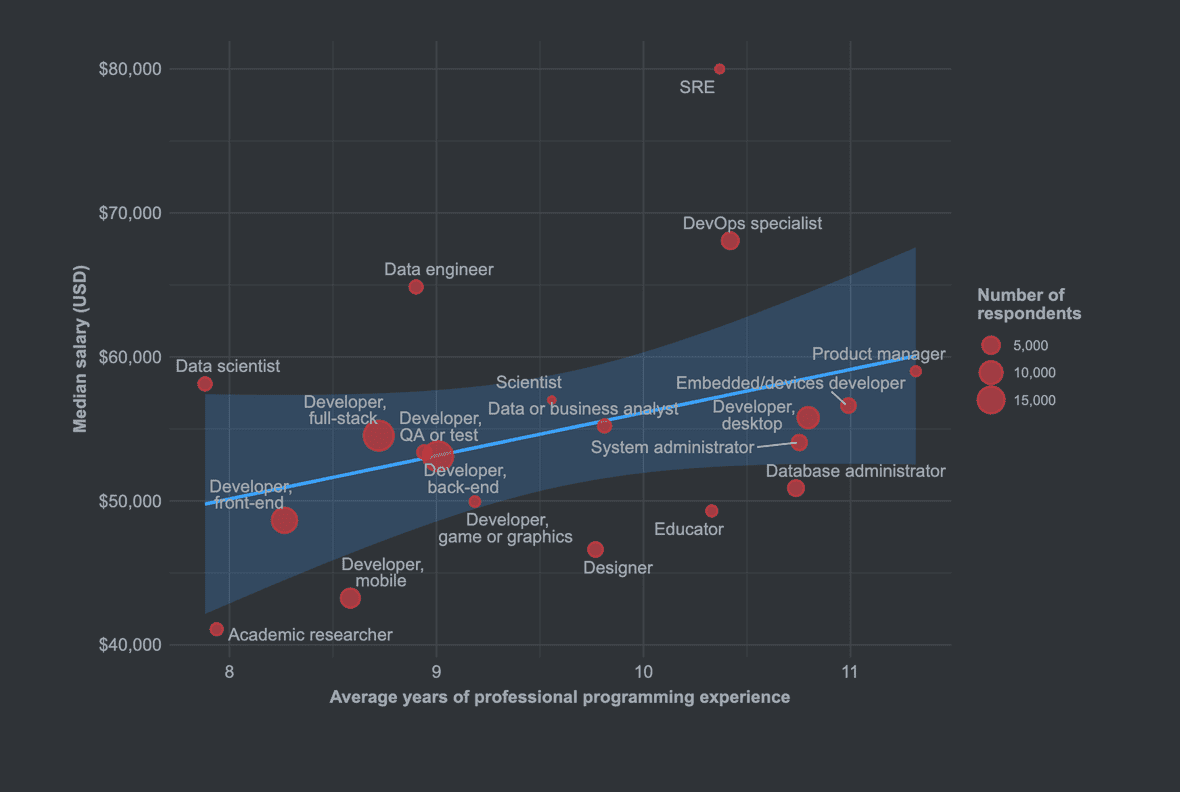 $80,000
SRE
$70,000
DevOps specialist
Data engineer
Median salary (USD)
Number of
respondents
5,000
10,000
15,000
$60,000
Product manager
Data scientist
Scientist
Embedded/devices developer
Developer,
full-stack
Developer,
QA or test
Data or business analyst
Developer,
desktop
System administrator
Developer,
back-end
Database administrator
Developer,
front-end
$50,000
Developer,
game or graphics
Educator
Designer
Developer,
mobile
Academic researcher
$40,000
8
9
10
11
Average years of professional programming experience